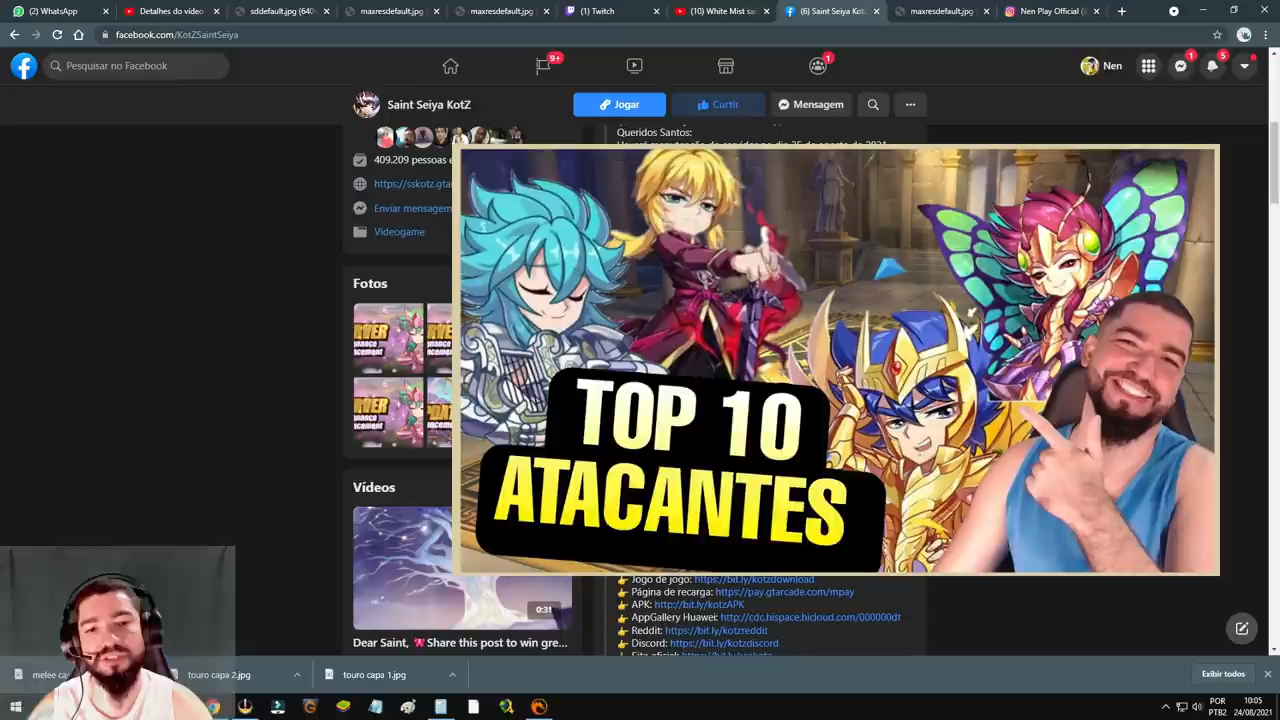 (2) WhatsApp
Detalhes do vídeo
sddefault.jpg (640
maxresdefault.jpg
maxresdefault.jpg
Twitch
(10) White Mist sai
(6) Saint Seiya Kot
maxresdefault.jpg
Nen Play Official (
facebook.com/KotZSaintSeiya
Pesquisar no Facebook
9+
1
Nen
1
5
Saint Seiya KotZ
Jogar
Curtir
Mensagem
Queridos Santos:
409.209 pessoas
https://sskotz.gtar
Enviar mensagem
Videogame
Fotos
TOP 10
ATACANTES
Vídeos
0:31
Dear Saint, 🎀Share this post to win gre...
👉 Jogo de jogo: https://bit.ly/kotzdownload
👉 Página de recarga: https://pay.gtarcade.com/mpay
👉 APK: http://bit.ly/kotzAPK
👉 AppGallery Huawei: http://cdc.hispace.hicloud.com/000000dt
👉 Reddit: https://bit.ly/kotzreddit
👉 Discord: https://bit.ly/kotzdiscord
melee ca
touro capa 2.jpg
touro capa 1.jpg
Exibir todos
POR
PTB2
10:05
24/08/2021